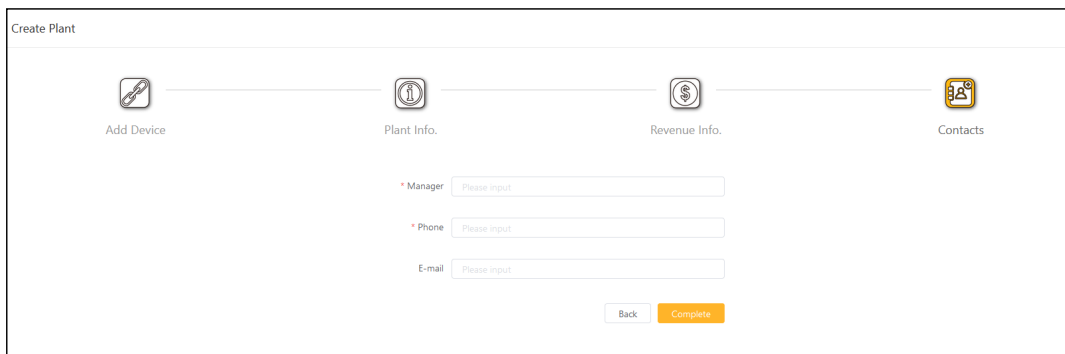 Create Plant
Add Device
Plant Info.
Revenue Info.
Contacts
* Manager Please input
* Phone Please input
E-mail Please input
Back Complete